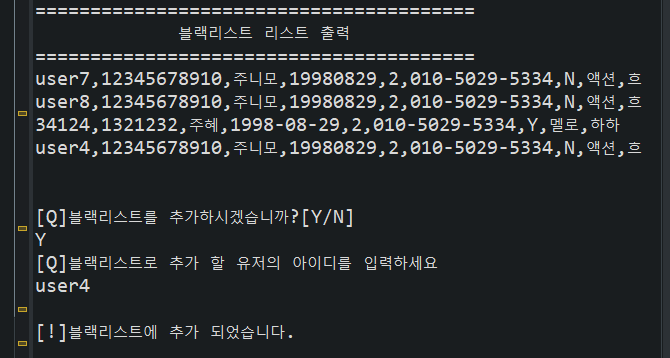 ========================================
블랙리스트 리스트 출력
========================================
user7,12345678910,주니모,19980829,2,010-5029-5334,N,액션,흐
user8,12345678910,주니모,19980829,2,010-5029-5334,N,액션,흐
34124,1321232,주혜,1998-08-29,2,010-5029-5334,Y,멜로,하하
user4,12345678910,주니모,19980829,2,010-5029-5334,N,액션,흐
[Q]블랙리스트를 추가하시겠습니까?[Y/N]
Y
[Q]블랙리스트로 추가 할 유저의 아이디를 입력하세요
user4
[!]블랙리스트에 추가 되었습니다.